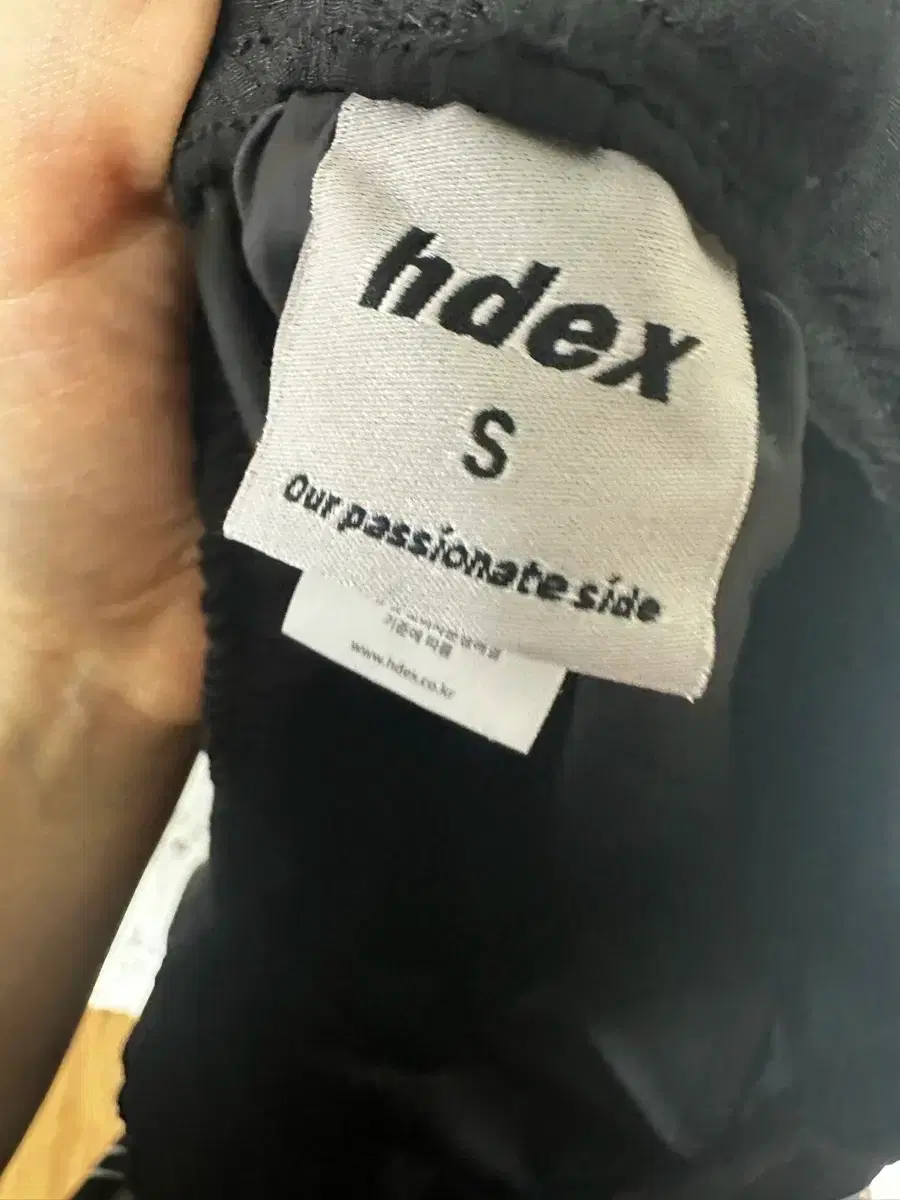 hdex
S
Our passionate side
기준에 따름
www.hdex.co.kr